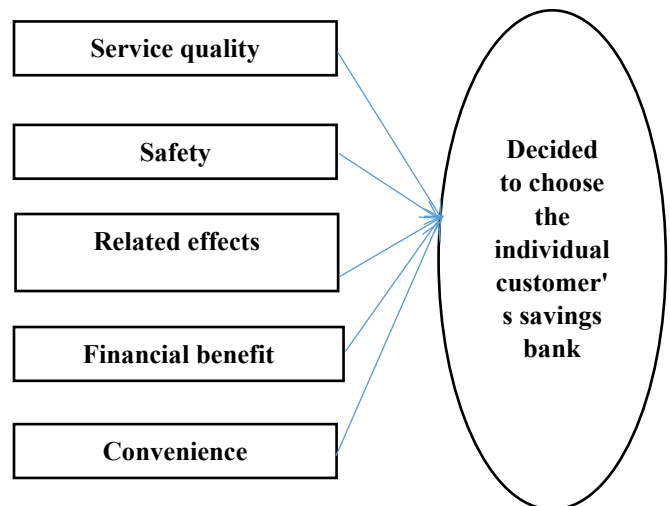 Service quality
Safety
Related effects
Financial benefit
Convenience
Decided
to choose
the
individual
customer'
s savings
bank